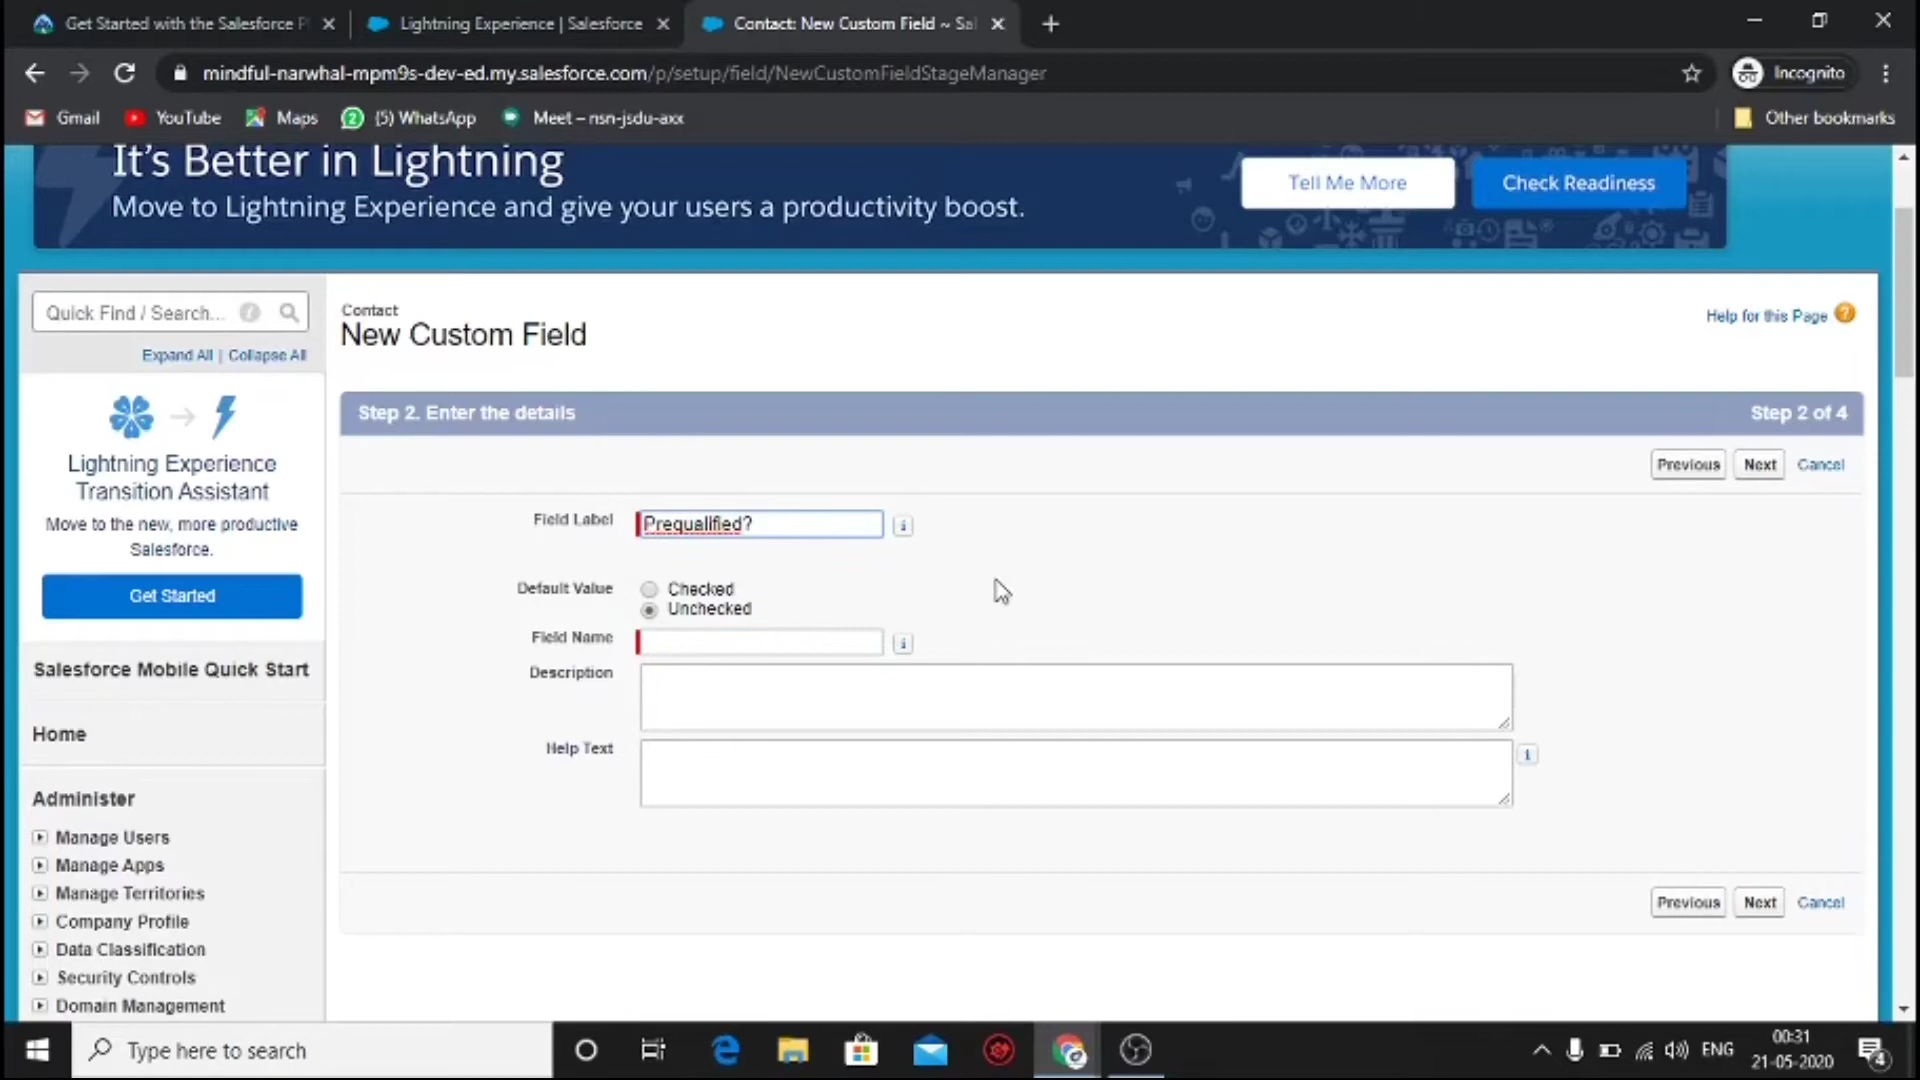 Get Started with the Salesforce P
Lightning Experience | Salesforce
Contact: New Custom Field ~ Sal
mindful-narwhal-mpm9s-dev-ed.my.salesforce.com/p/setup/field/NewCustomFieldStageManager
Incognito
Gmail
YouTube
Maps
(5) WhatsApp
Meet – nsn-jsdu-axx
Other bookmarks
It's Better in Lightning
Move to Lightning Experience and give your users a productivity boost.
Tell Me More
Check Readiness
Quick Find / Search...
Expand All | Collapse All
Lightning Experience
Transition Assistant
Move to the new, more productive
Salesforce.
Get Started
Salesforce Mobile Quick Start
Home
Administer
Manage Users
Manage Apps
Manage Territories
Company Profile
Data Classification
Security Controls
Domain Management
Contact
New Custom Field
Help for this Page
Step 2. Enter the details
Step 2 of 4
Previous
Next
Cancel
Field Label
Prequalified?
Default Value
Checked
Unchecked
Field Name
Description
Help Text
Previous
Next
Cancel
Type here to search
ENG
00:31
21-05-2020
4